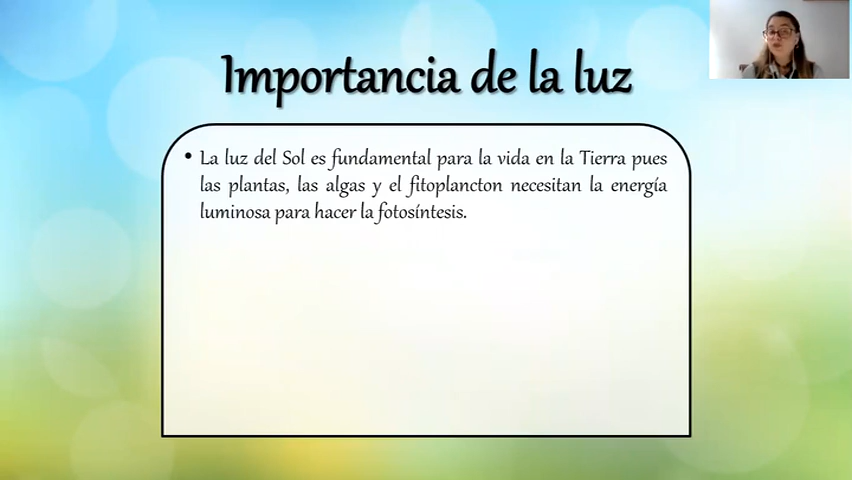 Importancia de la luz
• La luz del Sol es fundamental para la vida en la Tierra pues
las plantas, las algas y el fitoplancton necesitan la energía
luminosa para hacer la fotosíntesis.